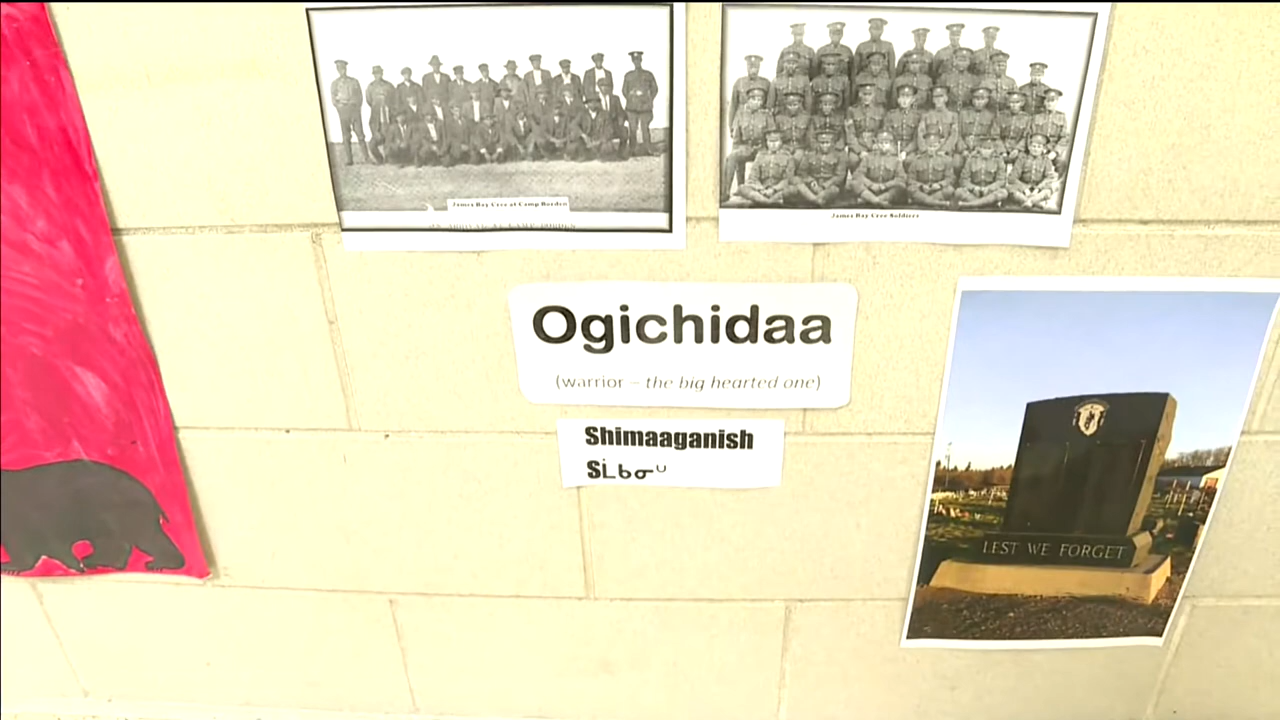 James Bay Cree at Camp Borden
James Bay Cree Soldiers
Ogichidaa
(warrior – the big hearted one)
Shimaaganish
ᔑᒫᑲᓂᔥ
LEST WE FORGET